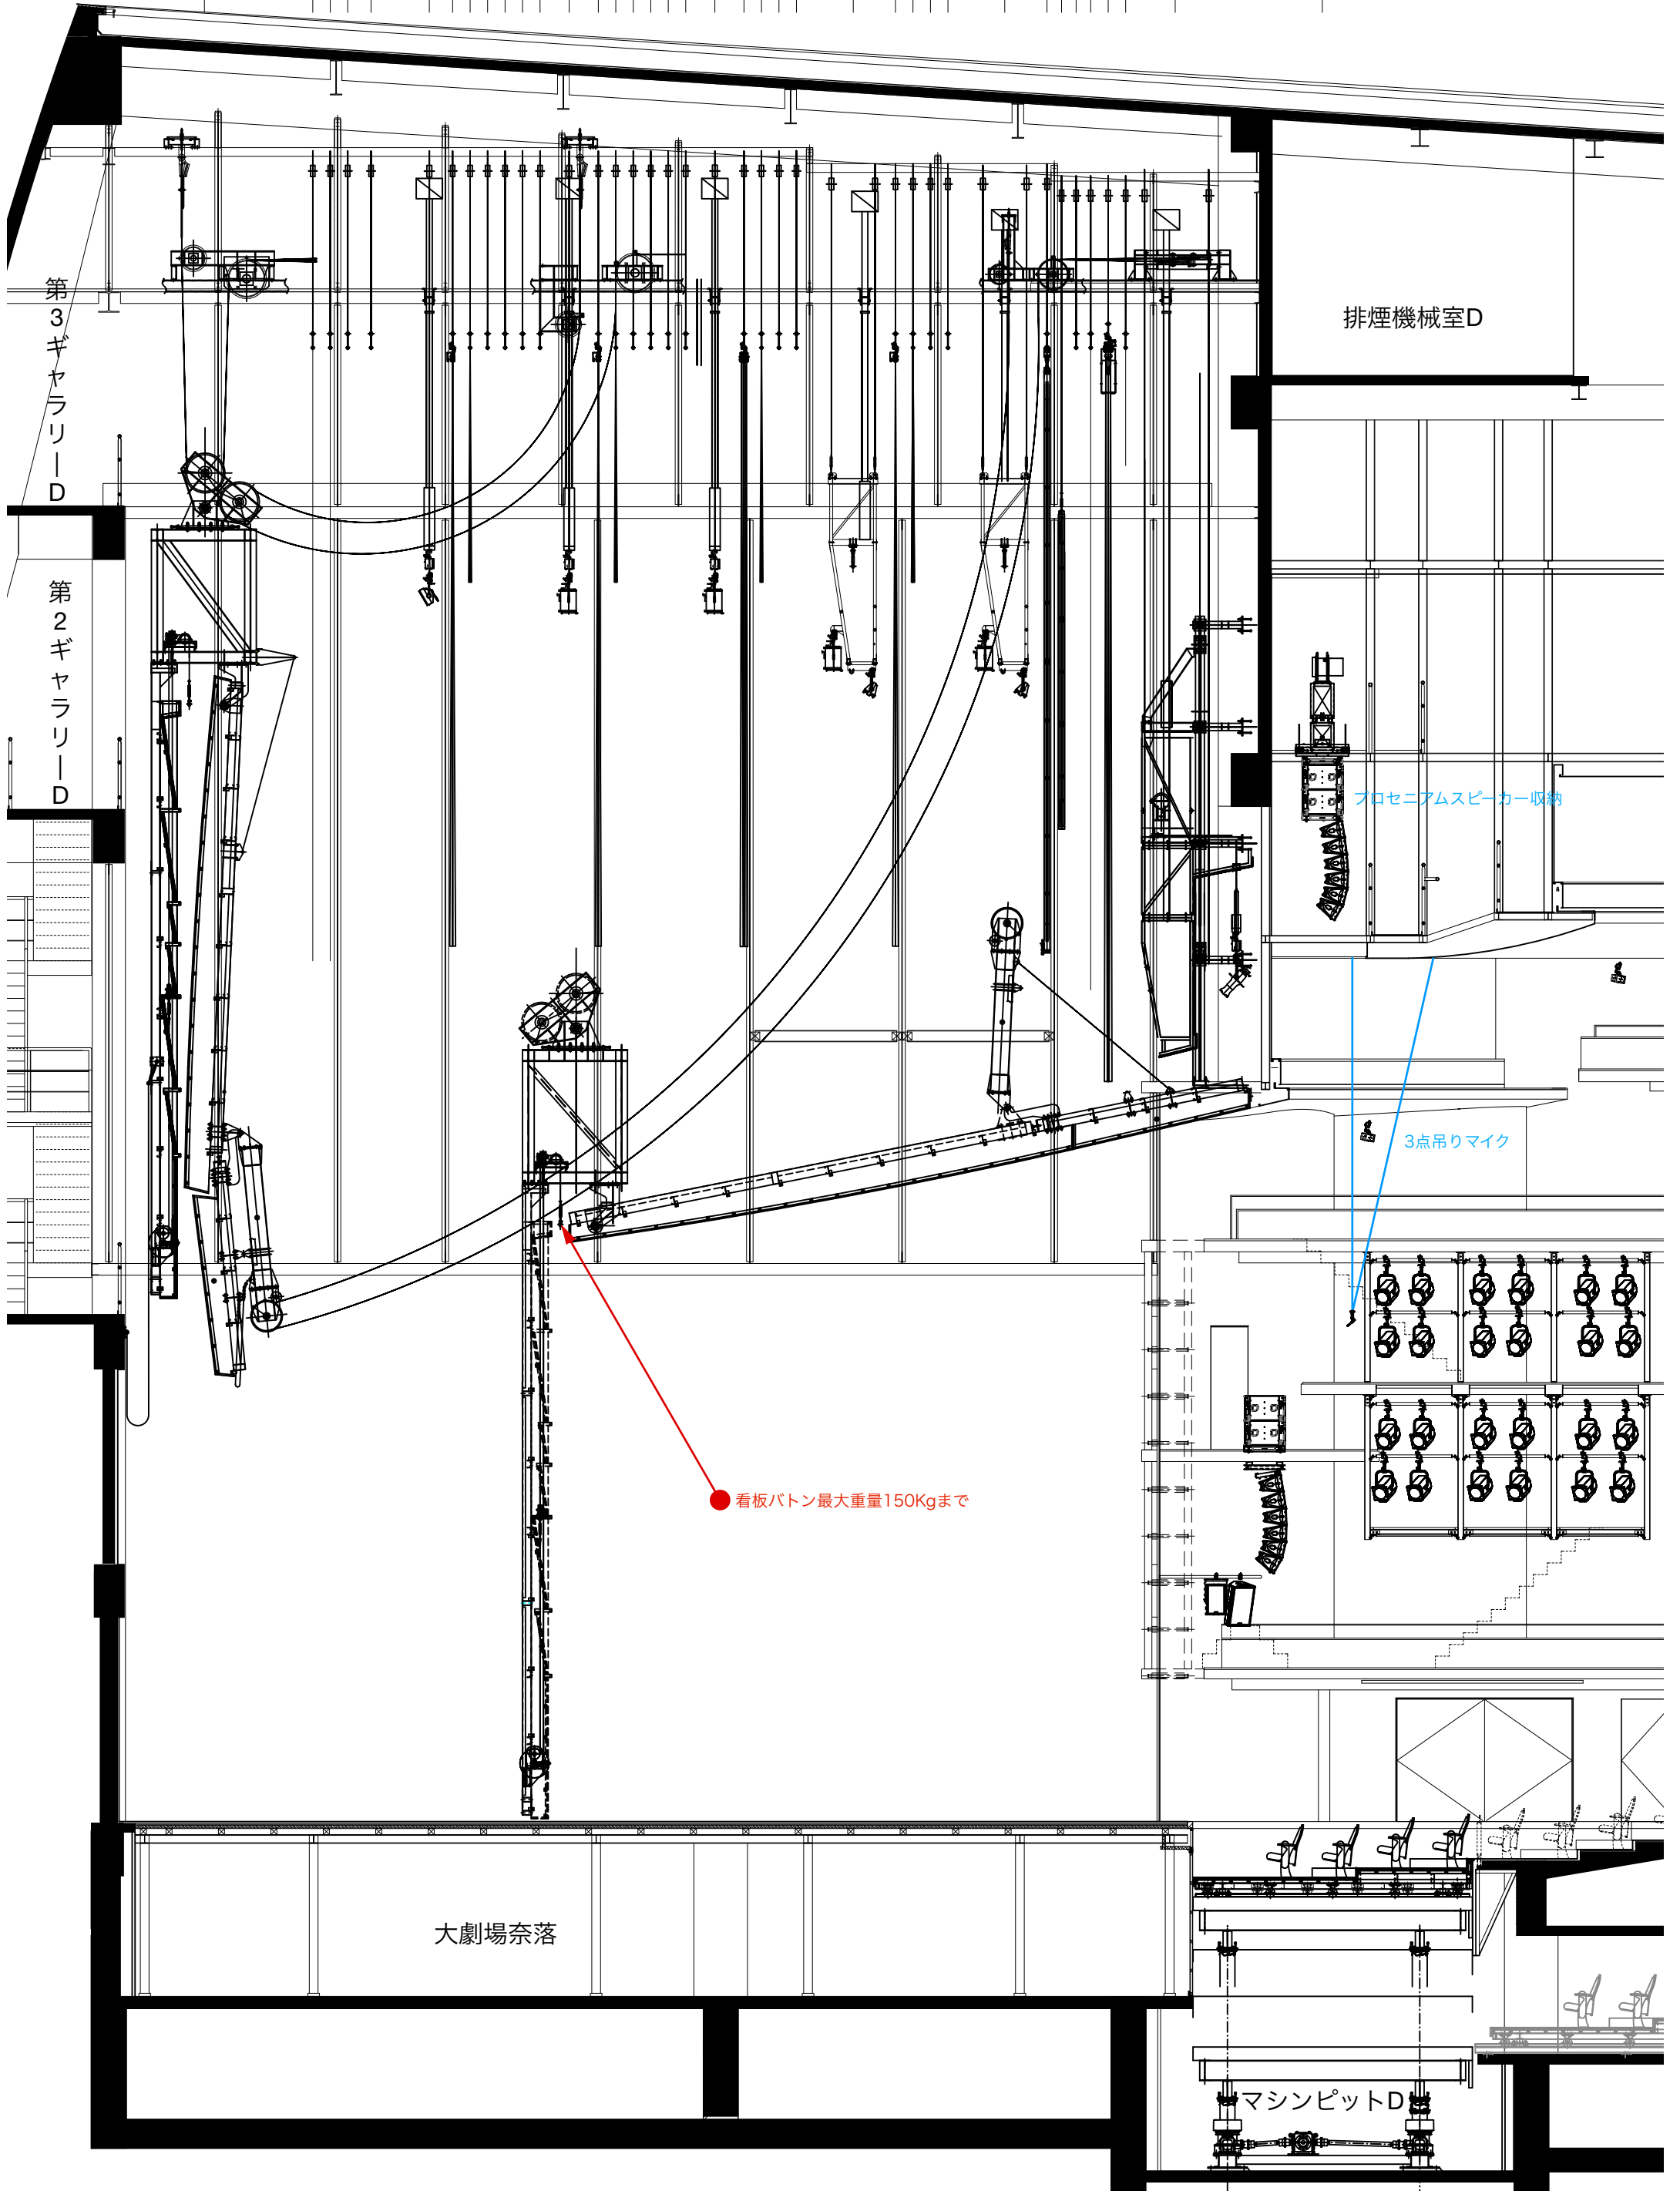 第3ギャラリーD
排煙機械室D
第2ギャラリーD
プロセニアムスピーカー収納
3点吊りマイク
看板バトン最大重量150Kgまで
大劇場奈落
マシンピットD